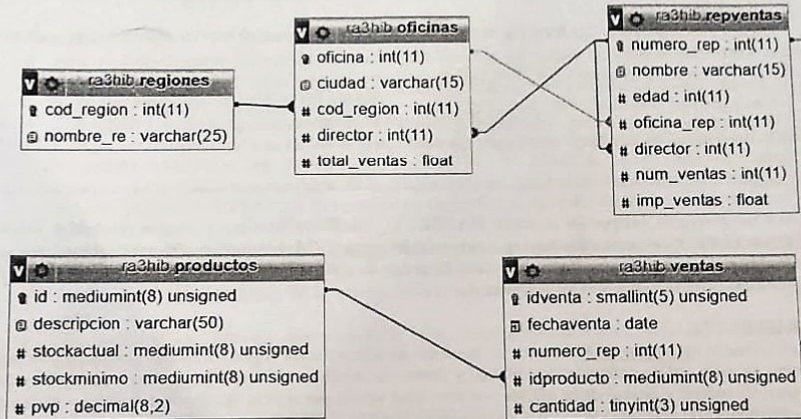 ra3hib regiones
cod_region : int(11)
nombre_re : varchar(25)
ra3hib oficinas
oficina : int(11)
ciudad : varchar(15)
cod_region : int(11)
director : int(11)
total_ventas : float
ra3hib.repventas
numero_rep : int(11)
nombre : varchar(15)
edad : int(11)
oficina_rep : int(11)
director : int(11)
num_ventas : int(11)
imp_ventas : float
ra3hib productos
id : mediumint(8) unsigned
descripcion : varchar(50)
stockactual : mediumint(8) unsigned
stockminimo : mediumint(8) unsigned
pvp : decimal(8,2)
ra3hib ventas
idventa : smallint(5) unsigned
fechaventa : date
numero_rep : int(11)
idproducto : mediumint(8) unsigned
cantidad : tinyint(3) unsigned